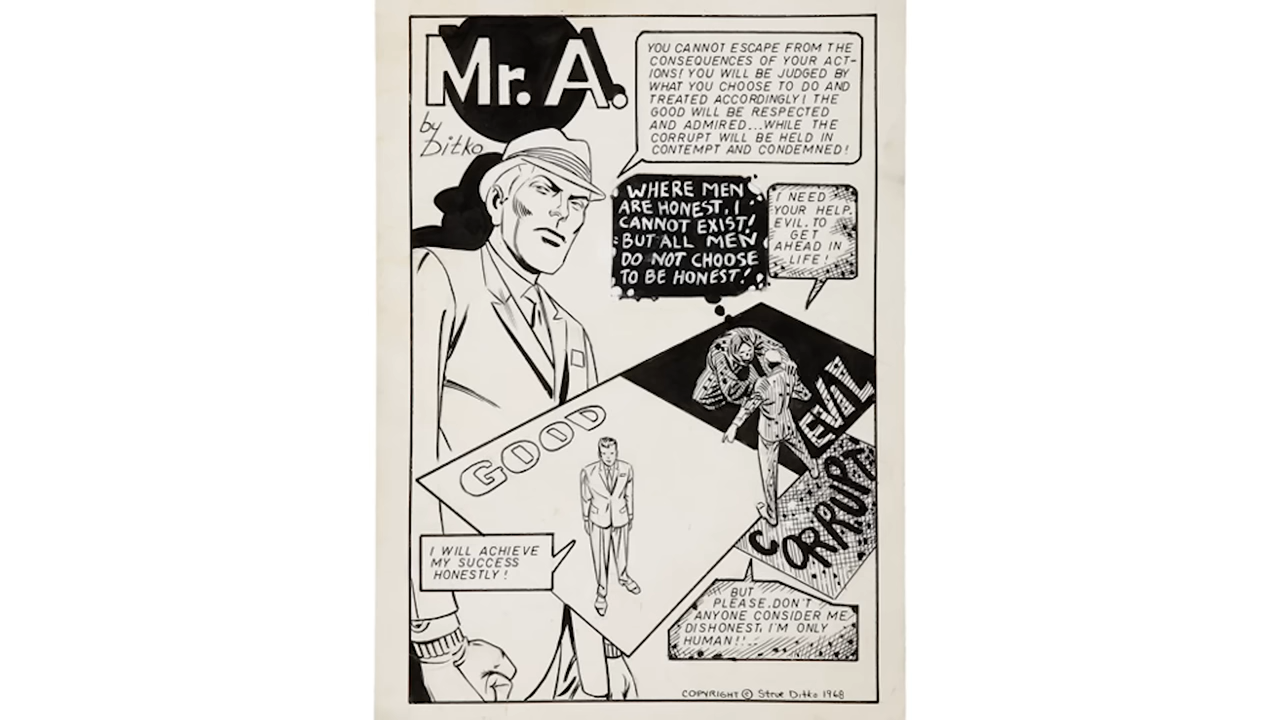 Mr. A.
by
Ditko
YOU CANNOT ESCAPE FROM THE
CONSEQUENCES OF YOUR ACT-
IONS! YOU WILL BE JUDGED BY
WHAT YOU CHOOSE TO DO AND
TREATED ACCORDINGLY! THE
GOOD WILL BE RESPECTED
AND ADMIRED...WHILE THE
CORRUPT WILL BE HELD IN
CONTEMPT AND CONDEMNED!
WHERE MEN
ARE HONEST, I
CANNOT EXIST!
BUT ALL MEN
DO NOT CHOOSE
TO BE HONEST!
I NEED
YOUR HELP,
EVIL, TO
GET
AHEAD IN
LIFE!
GOOD
EVIL
CORRUPT
I WILL ACHIEVE
MY SUCCESS
HONESTLY!
BUT
PLEASE, DON'T
ANYONE CONSIDER ME
DISHONEST, I'M ONLY
HUMAN!!..
COPYRIGHT © Steve Ditko 1968